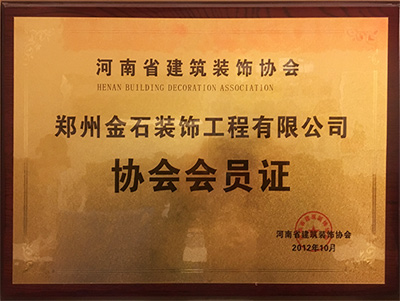 河南省建筑装饰协会
HENAN BUILDING DECORATION ASSOCIATION
郑州金石装饰工程有限公司
协会会员证
河南省建筑装饰协会
2012年10月